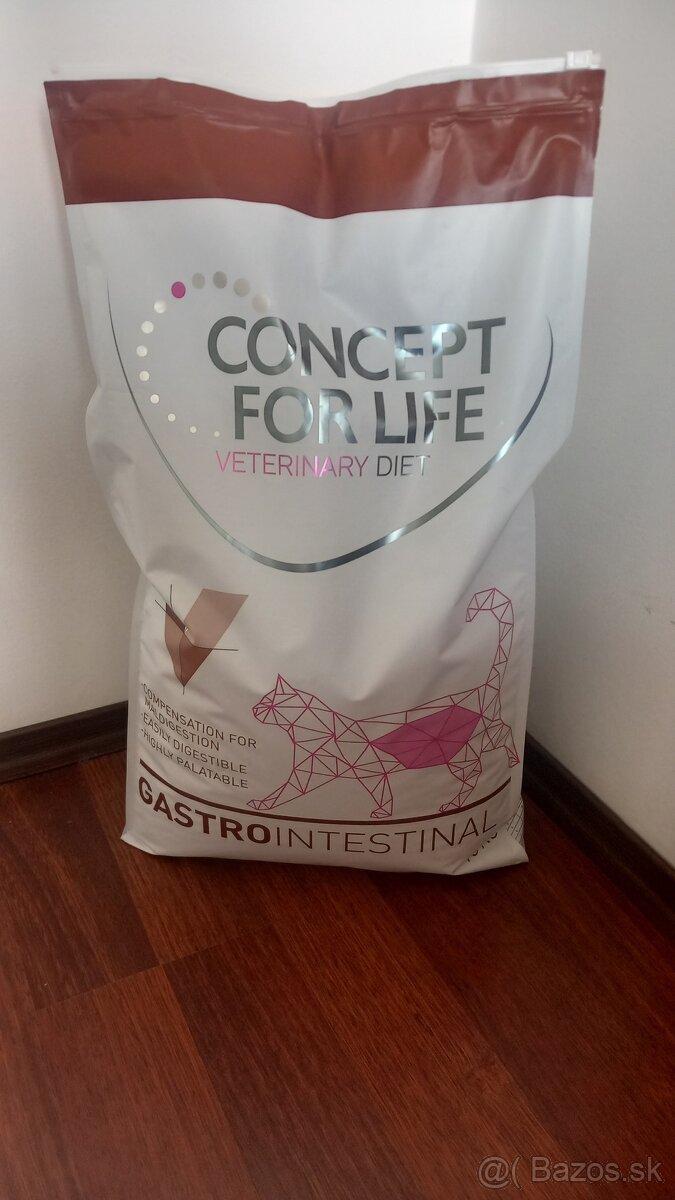 CONCEPT
FOR LIFE
VETERINARY DIET
-COMPENSATION FOR
MALDIGESTION
-EASILY DIGESTIBLE
-HIGHLY PALATABLE
GASTROINTESTINAL
@( Bazos.sk